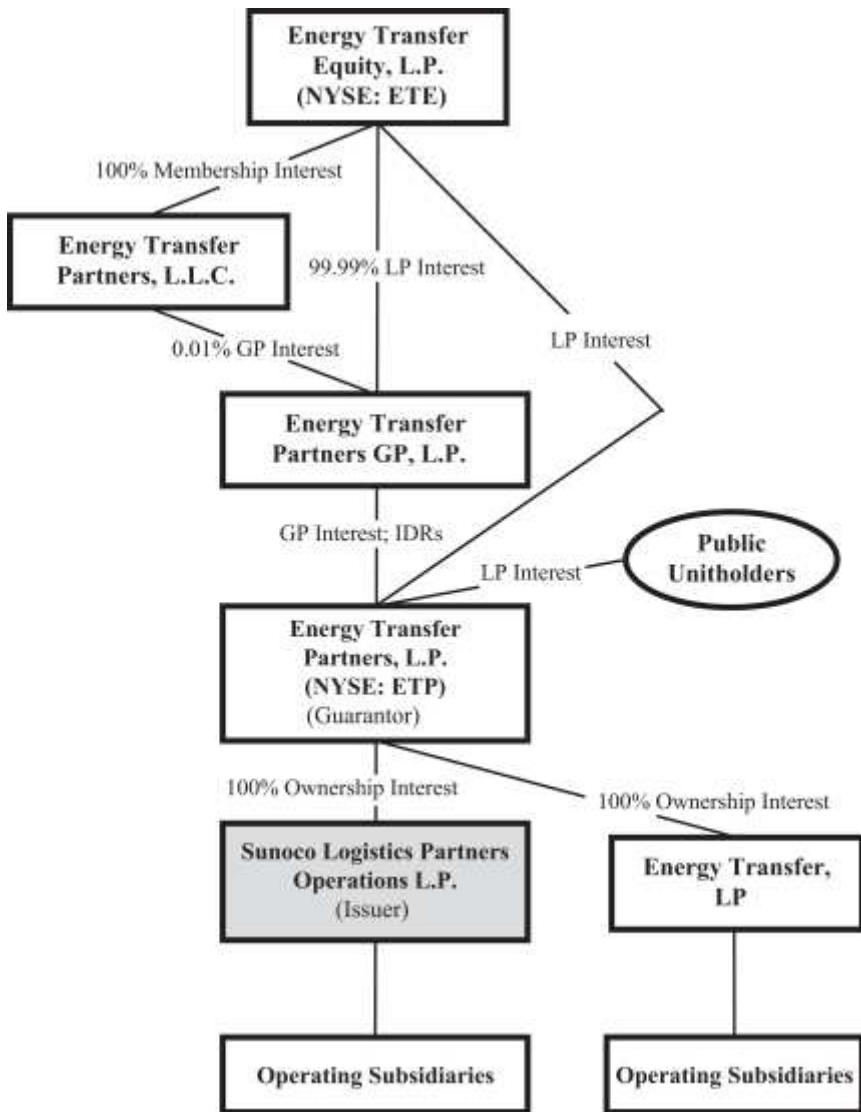 Energy Transfer
Equity, L.P.
(NYSE: ETE)
100% Membership Interest
Energy Transfer
Partners, L.L.C.
99.99% LP Interest
LP Interest
0.01% GP Interest
Energy Transfer
Partners GP, L.P.
GP Interest; IDRs
LP Interest
Public
Unitholders
Energy Transfer
Partners, L.P.
(NYSE: ETP)
(Guarantor)
100% Ownership Interest
100% Ownership Interest
Sunoco Logistics Partners
Operations L.P.
(Issuer)
Energy Transfer,
LP
Operating Subsidiaries
Operating Subsidiaries